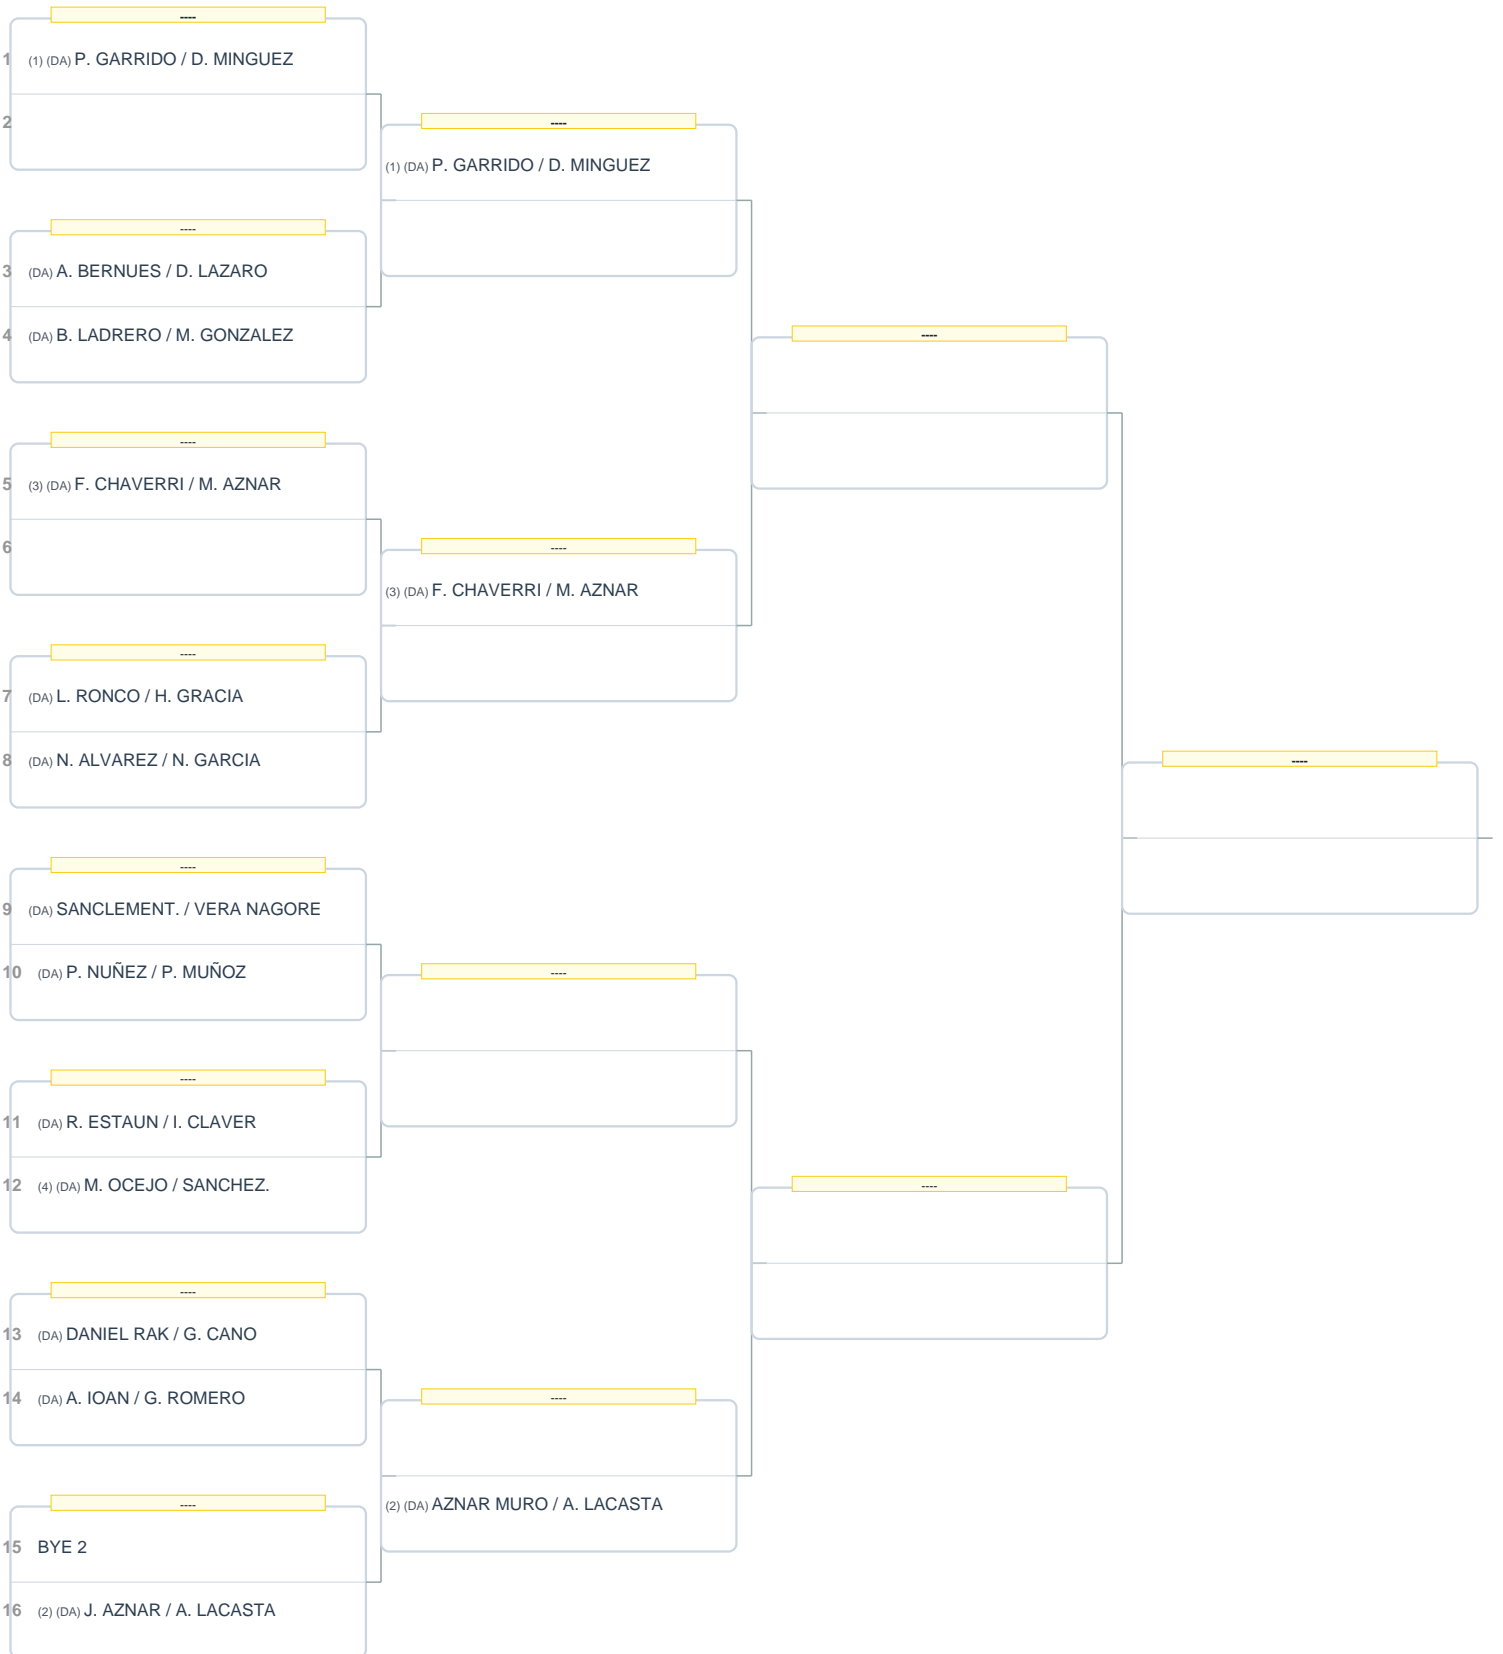 ----
1 (1) (DA) P. GARRIDO / D. MINGUEZ
2
----
(1) (DA) P. GARRIDO / D. MINGUEZ
----
3 (DA) A. BERNUES / D. LAZARO
4 (DA) B. LADRERO / M. GONZALEZ
----
----
5 (3) (DA) F. CHAVERRI / M. AZNAR
6
----
(3) (DA) F. CHAVERRI / M. AZNAR
----
7 (DA) L. RONCO / H. GRACIA
8 (DA) N. ALVAREZ / N. GARCIA
----
----
9 (DA) SANCLEMENT. / VERA NAGORE
10 (DA) P. NUÑEZ / P. MUÑOZ
----
----
11 (DA) R. ESTAUN / I. CLAVER
12 (4) (DA) M. OCEJO / SANCHEZ.
----
----
13 (DA) DANIEL RAK / G. CANO
14 (DA) A. IOAN / G. ROMERO
----
(2) (DA) AZNAR MURO / A. LACASTA
----
15 BYE 2
16 (2) (DA) J. AZNAR / A. LACASTA